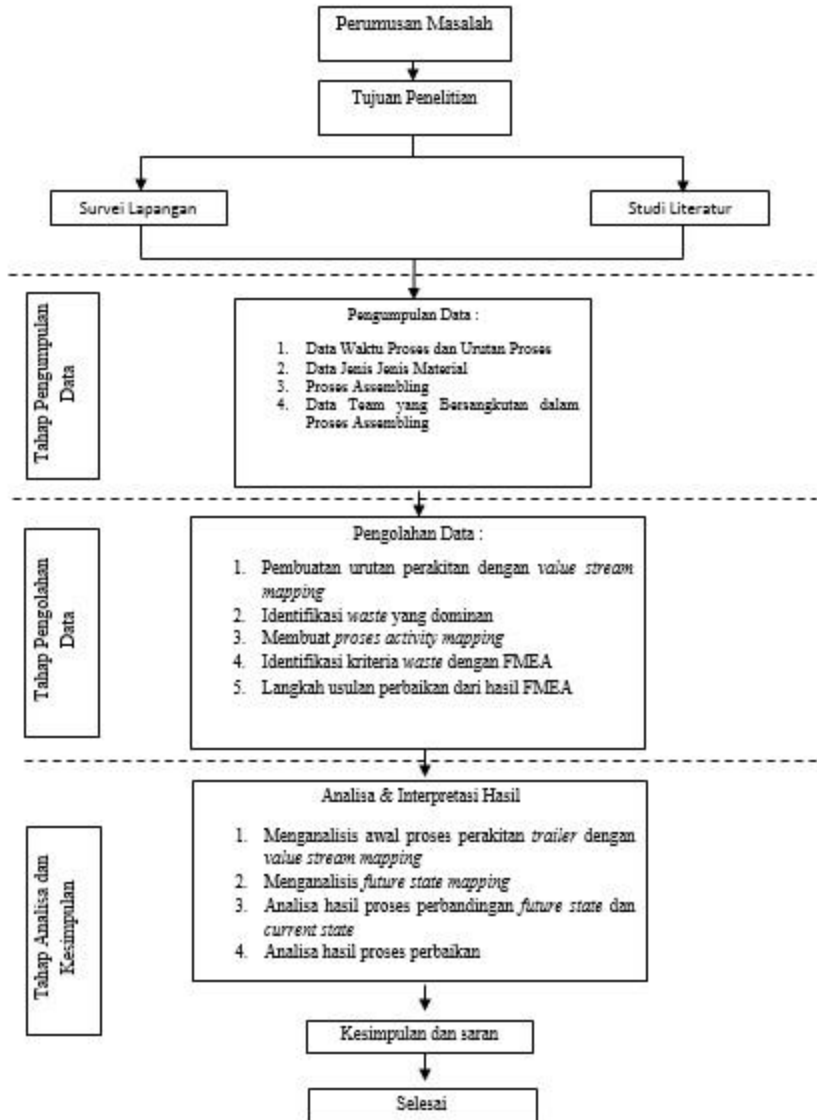 Perumusan Masalah
Tujuan Penelitian
Survei Lapangan
Studi Literatur
Tahap Pengumpulan
Data
Pengumpulan Data :
1. Data Waktu Proses dan Urutan Proses
2. Data Jenis Jenis Material
3. Proses Assembling
4. Data Team yang Bersangkutan dalam
Proses Assembling
Tahap Pengolahan
Data
Pengolahan Data :
1. Pembuatan urutan perakitan dengan value stream
mapping
2. Identifikasi waste yang dominan
3. Membuat proses activity mapping
4. Identifikasi kriteria waste dengan FMEA
5. Langkah usulan perbaikan dari hasil FMEA
Tahap Analisa dan
Kesimpulan
Analisa & Interpretasi Hasil
1. Menganalisis awal proses perakitan trailer dengan
value stream mapping
2. Menganalisis future state mapping
3. Analisa hasil proses perbandingan future state dan
current state
4. Analisa hasil proses perbaikan
Kesimpulan dan saran
Selesai